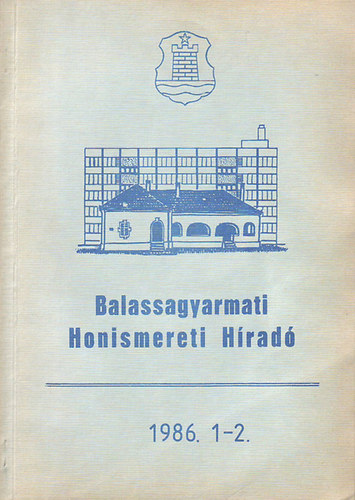 Balassagyarmati
Honismereti Híradó
1986. 1-2.